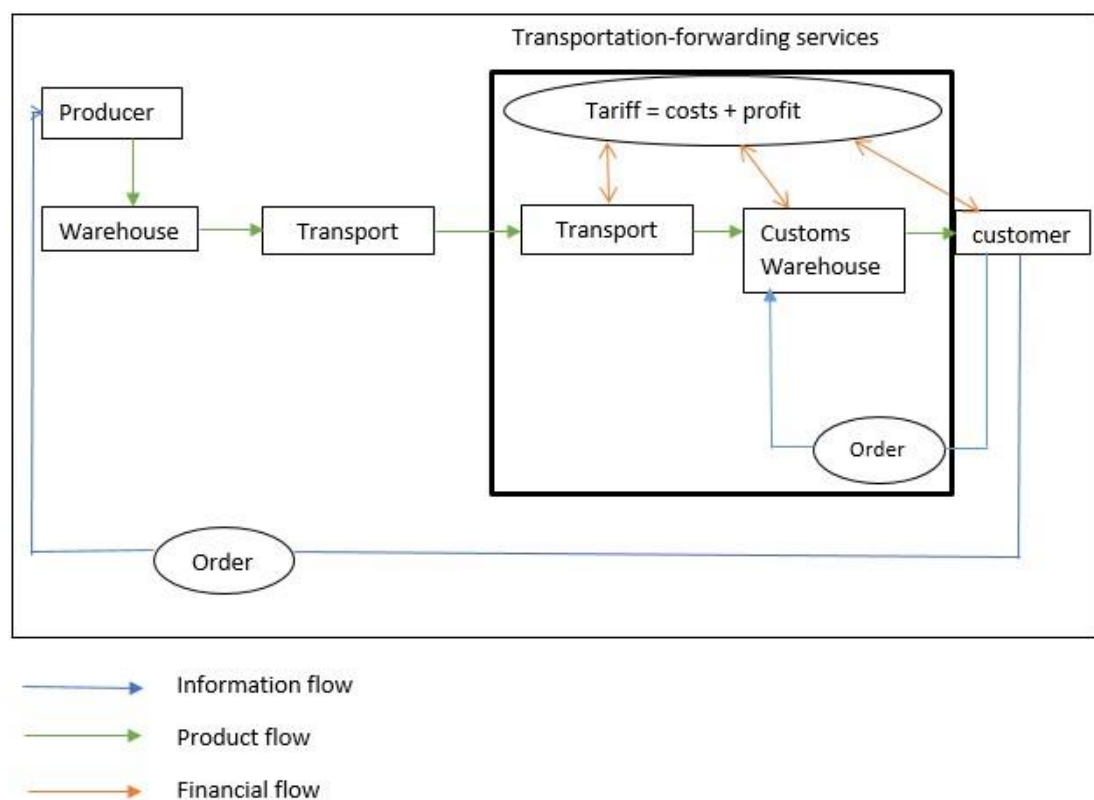 Transportation-forwarding services
Tariff = costs + profit
Producer
Warehouse
Transport
Transport
Customs
Warehouse
customer
Order
Order
Information flow
Product flow
Financial flow